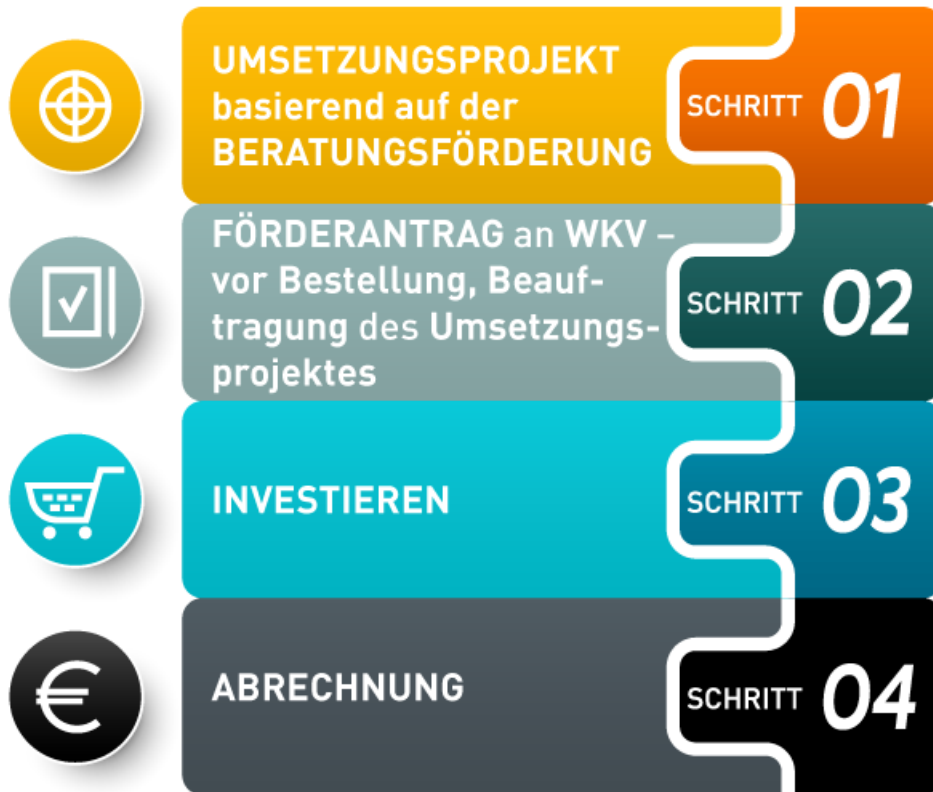 UMSETZUNGSPROJEKT
basierend auf der
BERATUNGSFÖRDERUNG
SCHRITT 01
FÖRDERANTRAG an WKV –
vor Bestellung, Beauf-
tragung des Umsetzungs-
projektes
SCHRITT 02
INVESTIEREN
SCHRITT 03
€
ABRECHNUNG
SCHRITT 04